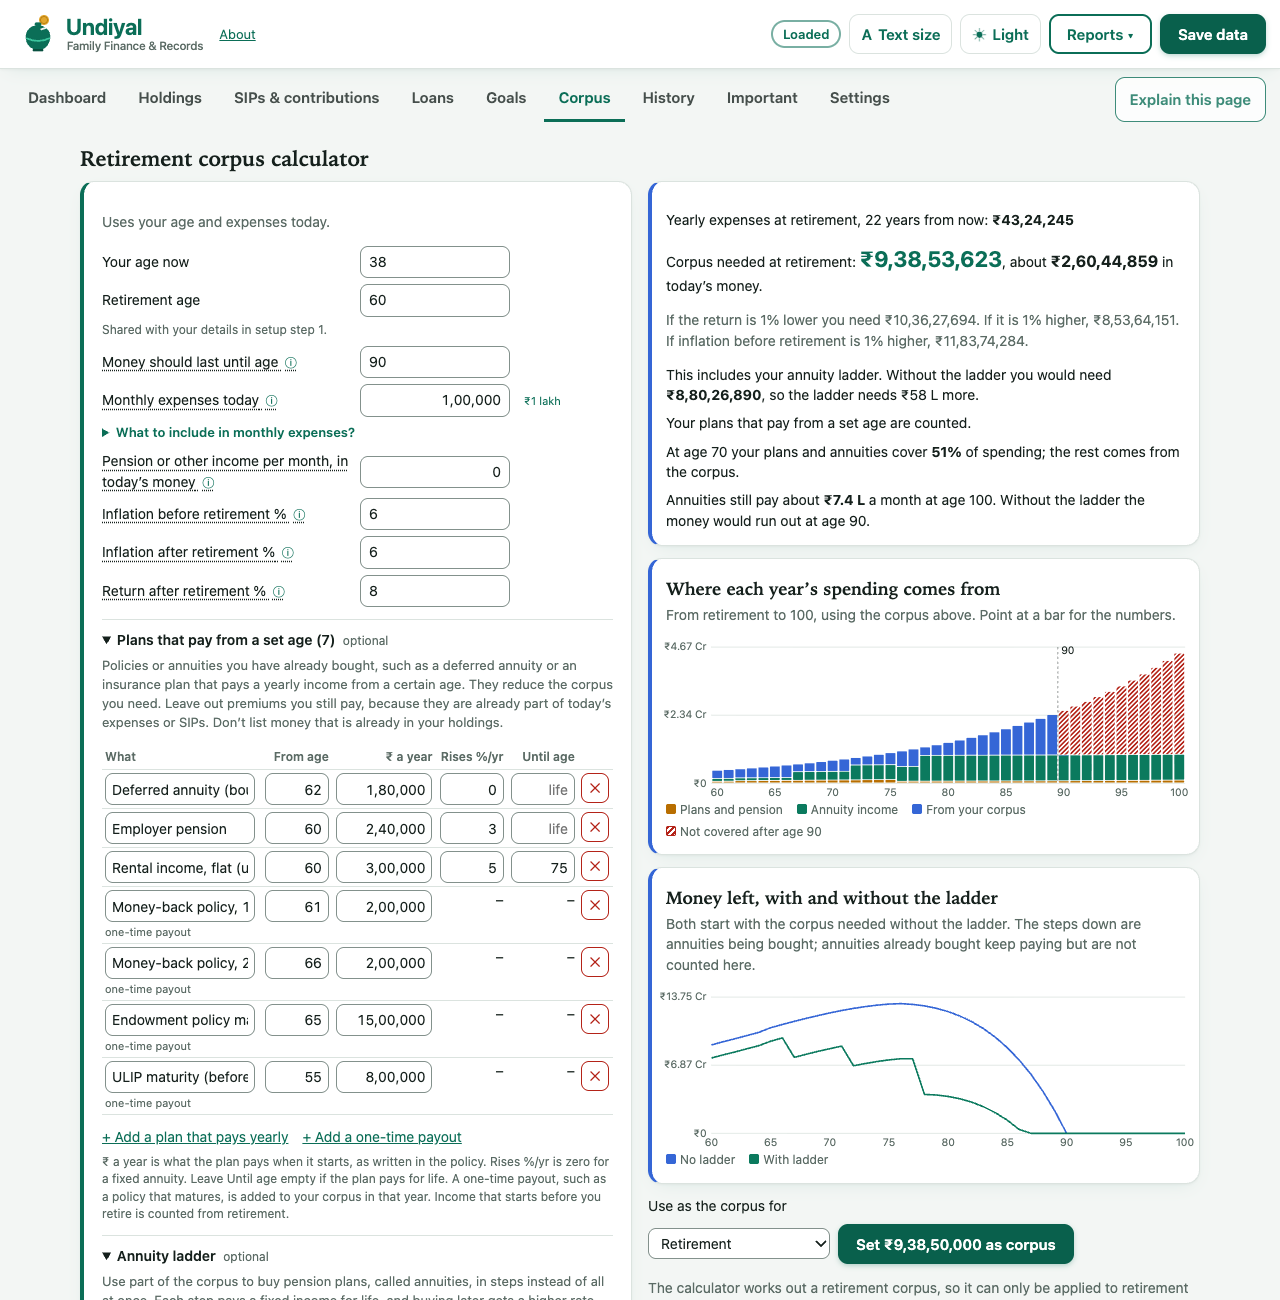 Undiyal
Family Finance & Records
About
Loaded
A Text size
☀ Light
Reports ▾
Save data
Dashboard
Holdings
SIPs & contributions
Loans
Goals
Corpus
History
Important
Settings
Explain this page
Retirement corpus calculator
Uses your age and expenses today.
Your age now
38
Retirement age
60
Shared with your details in setup step 1.
Money should last until age ⓘ
90
Monthly expenses today ⓘ
1,00,000
₹1 lakh
▶ What to include in monthly expenses?
Pension or other income per month, in
today’s money ⓘ
0
Inflation before retirement % ⓘ
6
Inflation after retirement % ⓘ
6
Return after retirement % ⓘ
8
▼ Plans that pay from a set age (7) optional
Policies or annuities you have already bought, such as a deferred annuity or an
insurance plan that pays a yearly income from a certain age. They reduce the corpus
you need. Leave out premiums you still pay, because they are already part of today’s
expenses or SIPs. Don’t list money that is already in your holdings.
What From age ₹ a year Rises %/yr Until age
Deferred annuity (bou 62 1,80,000 0 life ×
Employer pension 60 2,40,000 3 life ×
Rental income, flat (u 60 3,00,000 5 75 ×
Money-back policy, 1 61 2,00,000 – – ×
one-time payout
Money-back policy, 2 66 2,00,000 – – ×
one-time payout
Endowment policy ma 65 15,00,000 – – ×
one-time payout
ULIP maturity (before 55 8,00,000 – – ×
one-time payout
+ Add a plan that pays yearly + Add a one-time payout
₹ a year is what the plan pays when it starts, as written in the policy. Rises %/yr is zero for
a fixed annuity. Leave Until age empty if the plan pays for life. A one-time payout, such as
a policy that matures, is added to your corpus in that year. Income that starts before you
retire is counted from retirement.
▼ Annuity ladder optional
Use part of the corpus to buy pension plans, called annuities, in steps instead of all
at once. Each step pays a fixed income for life, and buying later gets a higher rate
Yearly expenses at retirement, 22 years from now: ₹43,24,245
Corpus needed at retirement: ₹9,38,53,623, about ₹2,60,44,859 in
today’s money.
If the return is 1% lower you need ₹10,36,27,694. If it is 1% higher, ₹8,53,64,151.
If inflation before retirement is 1% higher, ₹11,83,74,284.
This includes your annuity ladder. Without the ladder you would need
₹8,80,26,890, so the ladder needs ₹58 L more.
Your plans that pay from a set age are counted.
At age 70 your plans and annuities cover 51% of spending; the rest comes from
the corpus.
Annuities still pay about ₹7.4 L a month at age 100. Without the ladder the
money would run out at age 90.
Where each year’s spending comes from
From retirement to 100, using the corpus above. Point at a bar for the numbers.
₹4.67 Cr
90
₹2.34 Cr
₹0
60 65 70 75 80 85 90 95 100
Plans and pension Annuity income From your corpus
Not covered after age 90
Money left, with and without the ladder
Both start with the corpus needed without the ladder. The steps down are
annuities being bought; annuities already bought keep paying but are not
counted here.
₹13.75 Cr
₹6.87 Cr
₹0
60 65 70 75 80 85 90 95 100
No ladder With ladder
Use as the corpus for
Retirement
Set ₹9,38,50,000 as corpus
The calculator works out a retirement corpus, so it can only be applied to retirement